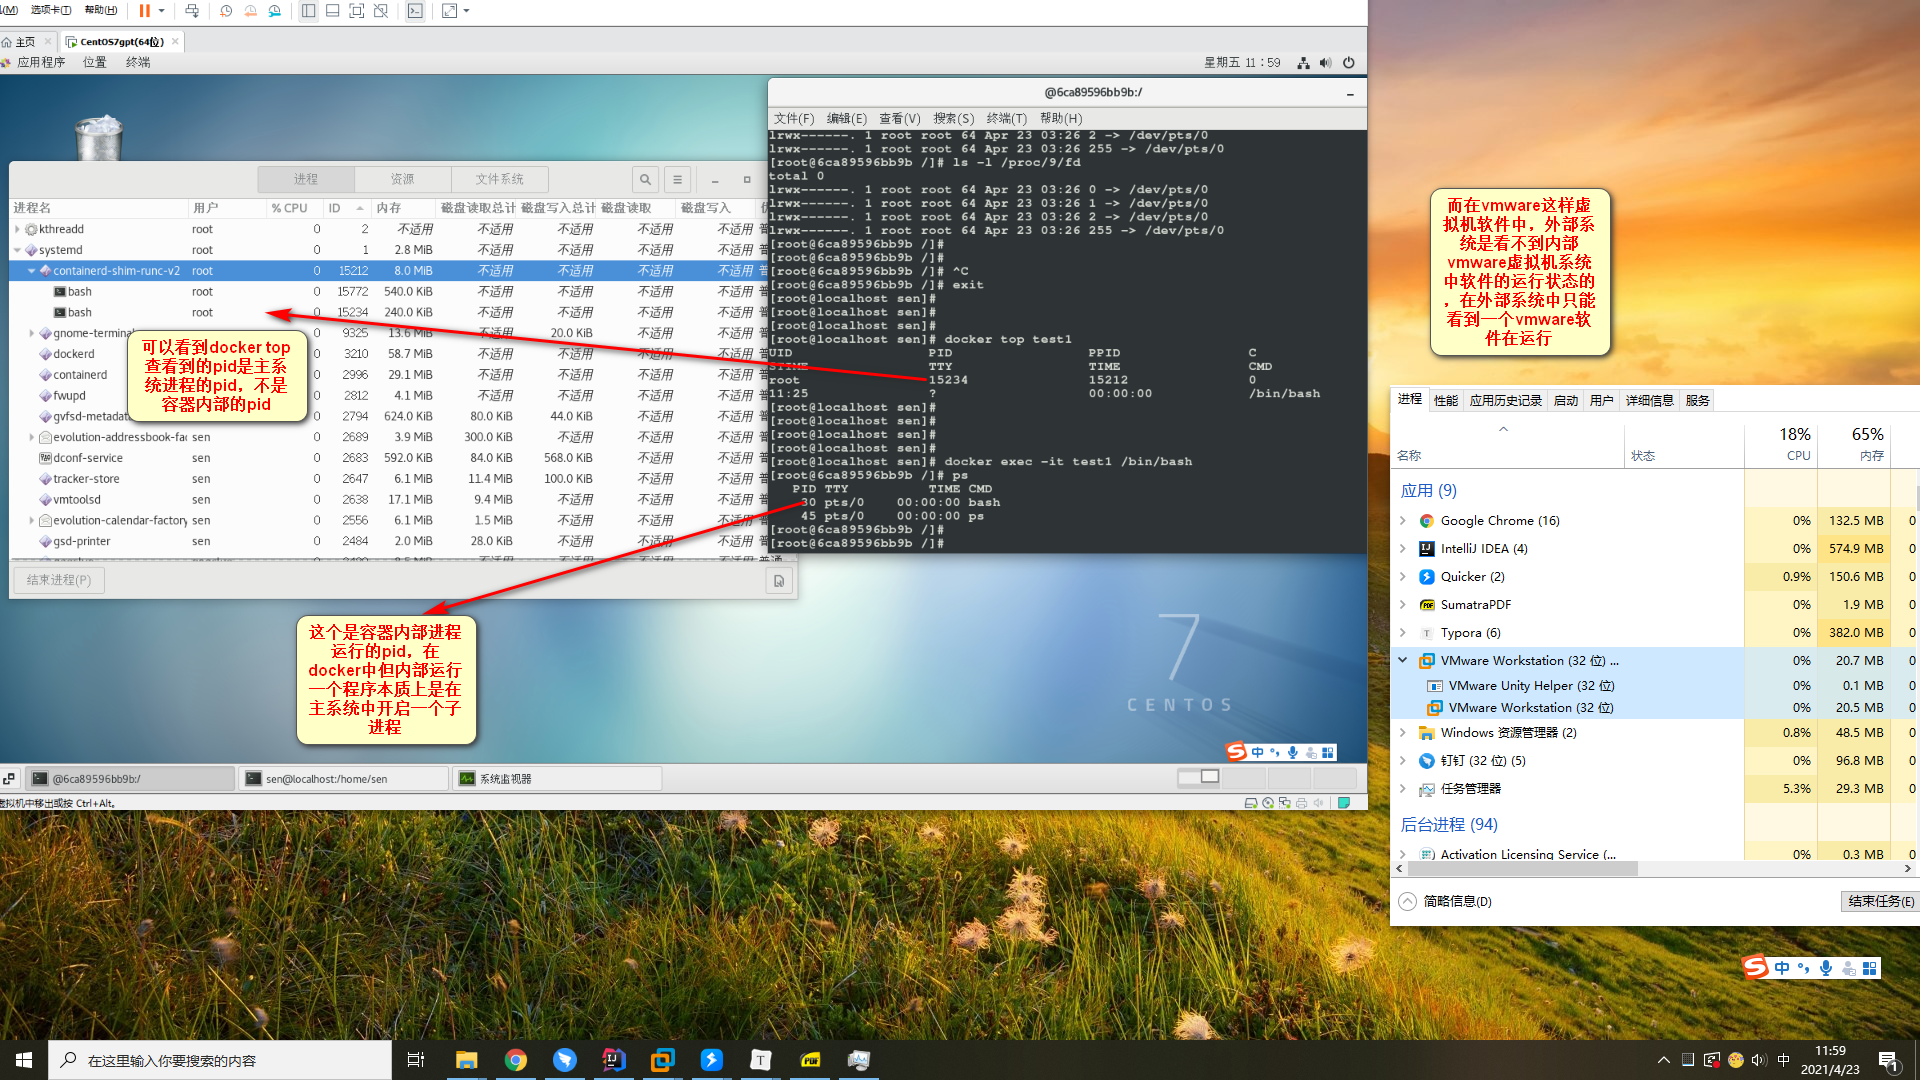 (M) 选项卡(T) 帮助(H)
主页 CentOS7gpt(64位)
应用程序 位置 终端 星期五 11：59
@6ca89596bb9b:/
文件(F) 编辑(E) 查看(V) 搜索(S) 终端(T) 帮助(H)
lrwx------. 1 root root 64 Apr 23 03:26 2 -> /dev/pts/0
lrwx------. 1 root root 64 Apr 23 03:26 255 -> /dev/pts/0
[root@6ca89596bb9b /]# ls -l /proc/9/fd
total 0
lrwx------. 1 root root 64 Apr 23 03:26 0 -> /dev/pts/0
lrwx------. 1 root root 64 Apr 23 03:26 1 -> /dev/pts/0
lrwx------. 1 root root 64 Apr 23 03:26 2 -> /dev/pts/0
lrwx------. 1 root root 64 Apr 23 03:26 255 -> /dev/pts/0
[root@6ca89596bb9b /]#
[root@6ca89596bb9b /]#
[root@6ca89596bb9b /]# ^C
[root@6ca89596bb9b /]# exit
[root@localhost sen]#
[root@localhost sen]#
[root@localhost sen]#
[root@localhost sen]# docker top test1
UID PID PPID C
STIME TTY TIME CMD
root 15234 15212 0
11:25 ? 00:00:00 /bin/bash
[root@localhost sen]#
[root@localhost sen]#
[root@localhost sen]#
[root@localhost sen]#
[root@localhost sen]# docker exec -it test1 /bin/bash
[root@6ca89596bb9b /]# ps
PID TTY TIME CMD
30 pts/0 00:00:00 bash
45 pts/0 00:00:00 ps
[root@6ca89596bb9b /]#
[root@6ca89596bb9b /]#
进程 资源 文件系统
进程名 用户 % CPU ID 内存 磁盘读取总计 磁盘写入总计 磁盘读取 磁盘写入
kthreadd root 0 2 不适用 不适用 不适用 不适用 不适用 普
systemd root 0 1 2.8 MiB 不适用 不适用 不适用 不适用 普
containerd-shim-runc-v2 root 0 15212 8.0 MiB 不适用 不适用 不适用 不适用 普
bash root 0 15772 540.0 KiB 不适用 不适用 不适用 不适用 普
bash root 0 15234 240.0 KiB 不适用 不适用 不适用 不适用 普
gnome-terminal 0 9325 13.6 MiB 不适用 20.0 KiB 不适用 不适用 普
dockerd 0 3210 58.7 MiB 不适用 不适用 不适用 不适用 普
containerd 0 2996 29.1 MiB 不适用 不适用 不适用 不适用 普
fwupd 0 2812 4.1 MiB 不适用 不适用 不适用 不适用 普
gvfsd-metadat 0 2794 624.0 KiB 80.0 KiB 44.0 KiB 不适用 不适用 普
evolution-addressbook-fac sen 0 2689 3.9 MiB 300.0 KiB 不适用 不适用 不适用 普
dconf-service sen 0 2683 592.0 KiB 84.0 KiB 568.0 KiB 不适用 不适用 普
tracker-store sen 0 2647 6.1 MiB 11.4 MiB 100.0 KiB 不适用 不适用 普
vmtoolsd sen 0 2638 17.1 MiB 9.4 MiB 不适用 不适用 不适用 普
evolution-calendar-factory sen 0 2556 6.1 MiB 1.5 MiB 不适用 不适用 不适用 普
gsd-printer sen 0 2484 2.0 MiB 28.0 KiB 不适用 不适用 不适用 普
结束进程(P)
可以看到docker top
查看到的pid是主系
统进程的pid，不是
容器内部的pid
这个是容器内部进程
运行的pid，在
docker中但内部运行
一个程序本质上是在
主系统中开启一个子
进程
7
CENTOS
中
@6ca89596bb9b:/ sen@localhost:/home/sen 系统监视器
虚拟机中移出或按 Ctrl+Alt。
而在vmware这样虚
拟机软件中，外部系
统是看不到内部
vmware虚拟机系统
中软件的运行状态的
，在外部系统中只能
看到一个vmware软
件在运行
进程 性能 应用历史记录 启动 用户 详细信息 服务
18% 65%
名称 状态 CPU 内存
应用 (9)
Google Chrome (16) 0% 132.5 MB 0
IntelliJ IDEA (4) 0% 574.9 MB 0
Quicker (2) 0.9% 150.6 MB 0
SumatraPDF 0% 1.9 MB 0
Typora (6) 0% 382.0 MB 0
VMware Workstation (32 位) ... 0% 20.7 MB 0
VMware Unity Helper (32 位) 0% 0.1 MB 0
VMware Workstation (32 位) 0% 20.5 MB 0
Windows 资源管理器 (2) 0.8% 48.5 MB 0
钉钉 (32 位) (5) 0% 96.8 MB 0
任务管理器 5.3% 29.3 MB 0
后台进程 (94)
Activation Licensing Service (... 0% 0.3 MB 0
简略信息(D) 结束任务(E)
中
在这里输入你要搜索的内容
中 11:59
2021/4/23
1